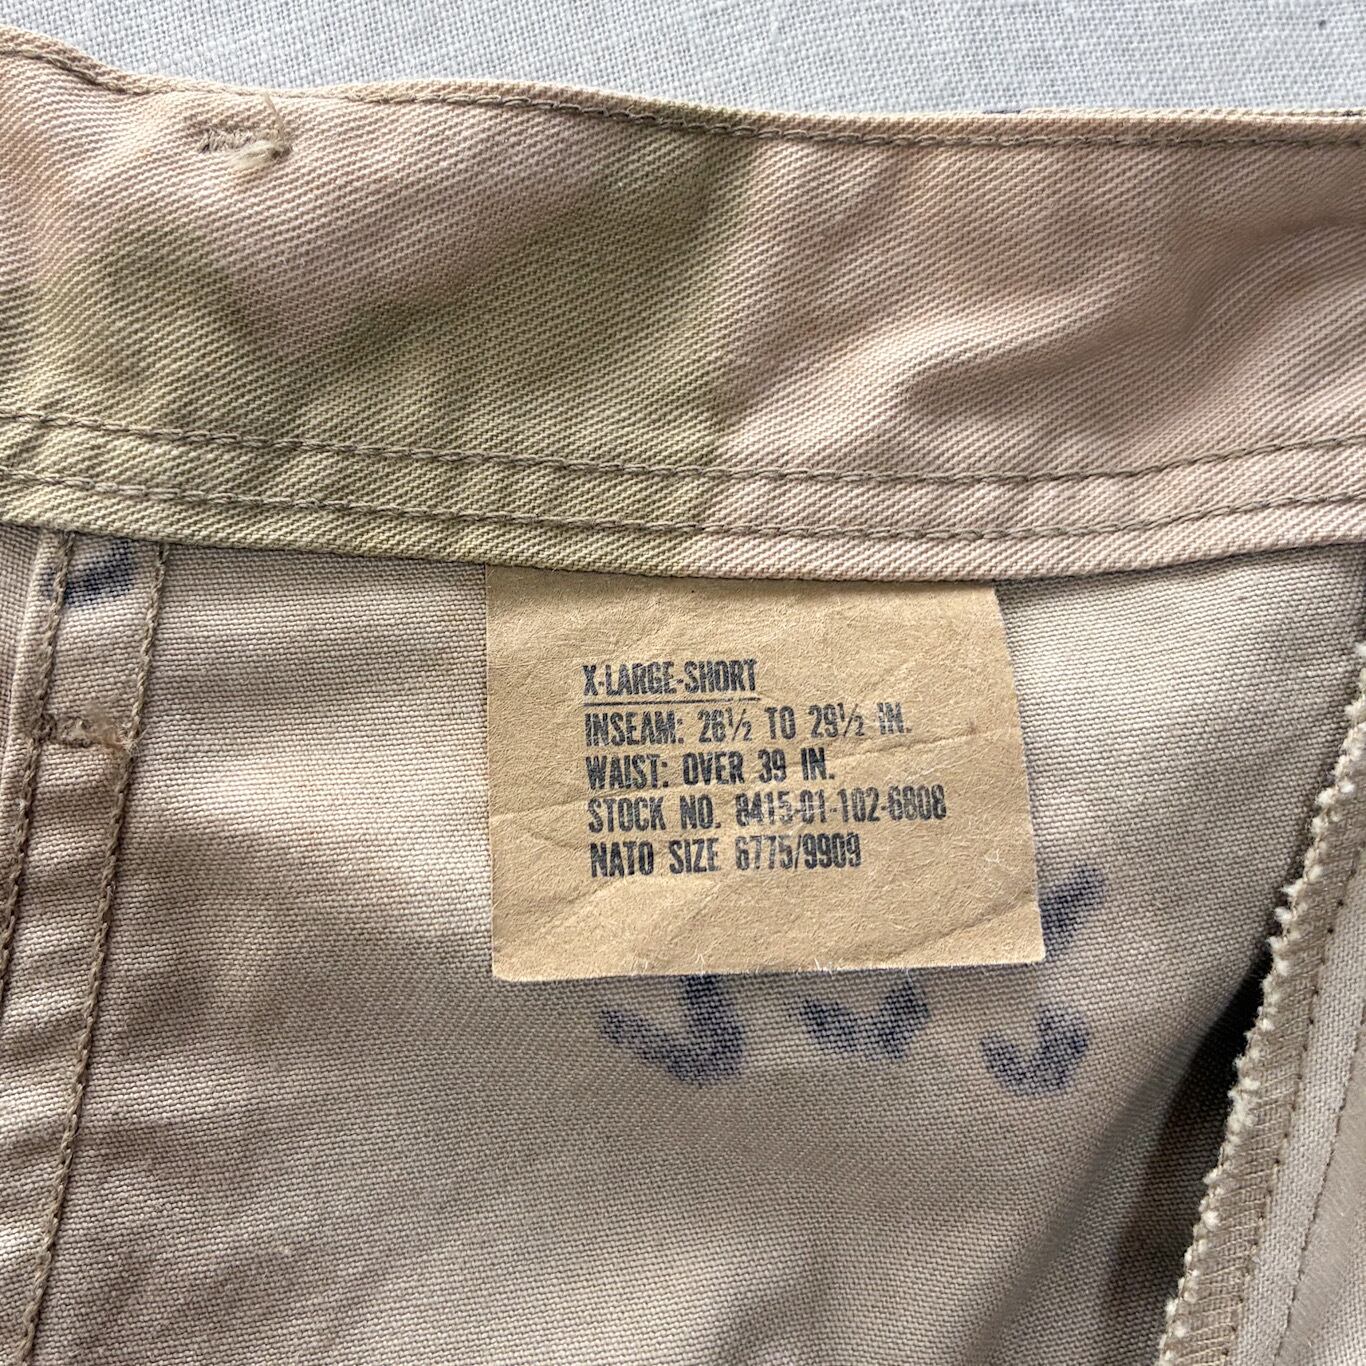 X-LARGE-SHORT
INSEAM: 26½ TO 29½ IN.
WAIST: OVER 39 IN.
STOCK NO. 8415-01-102-6808
NATO SIZE 6775/9909